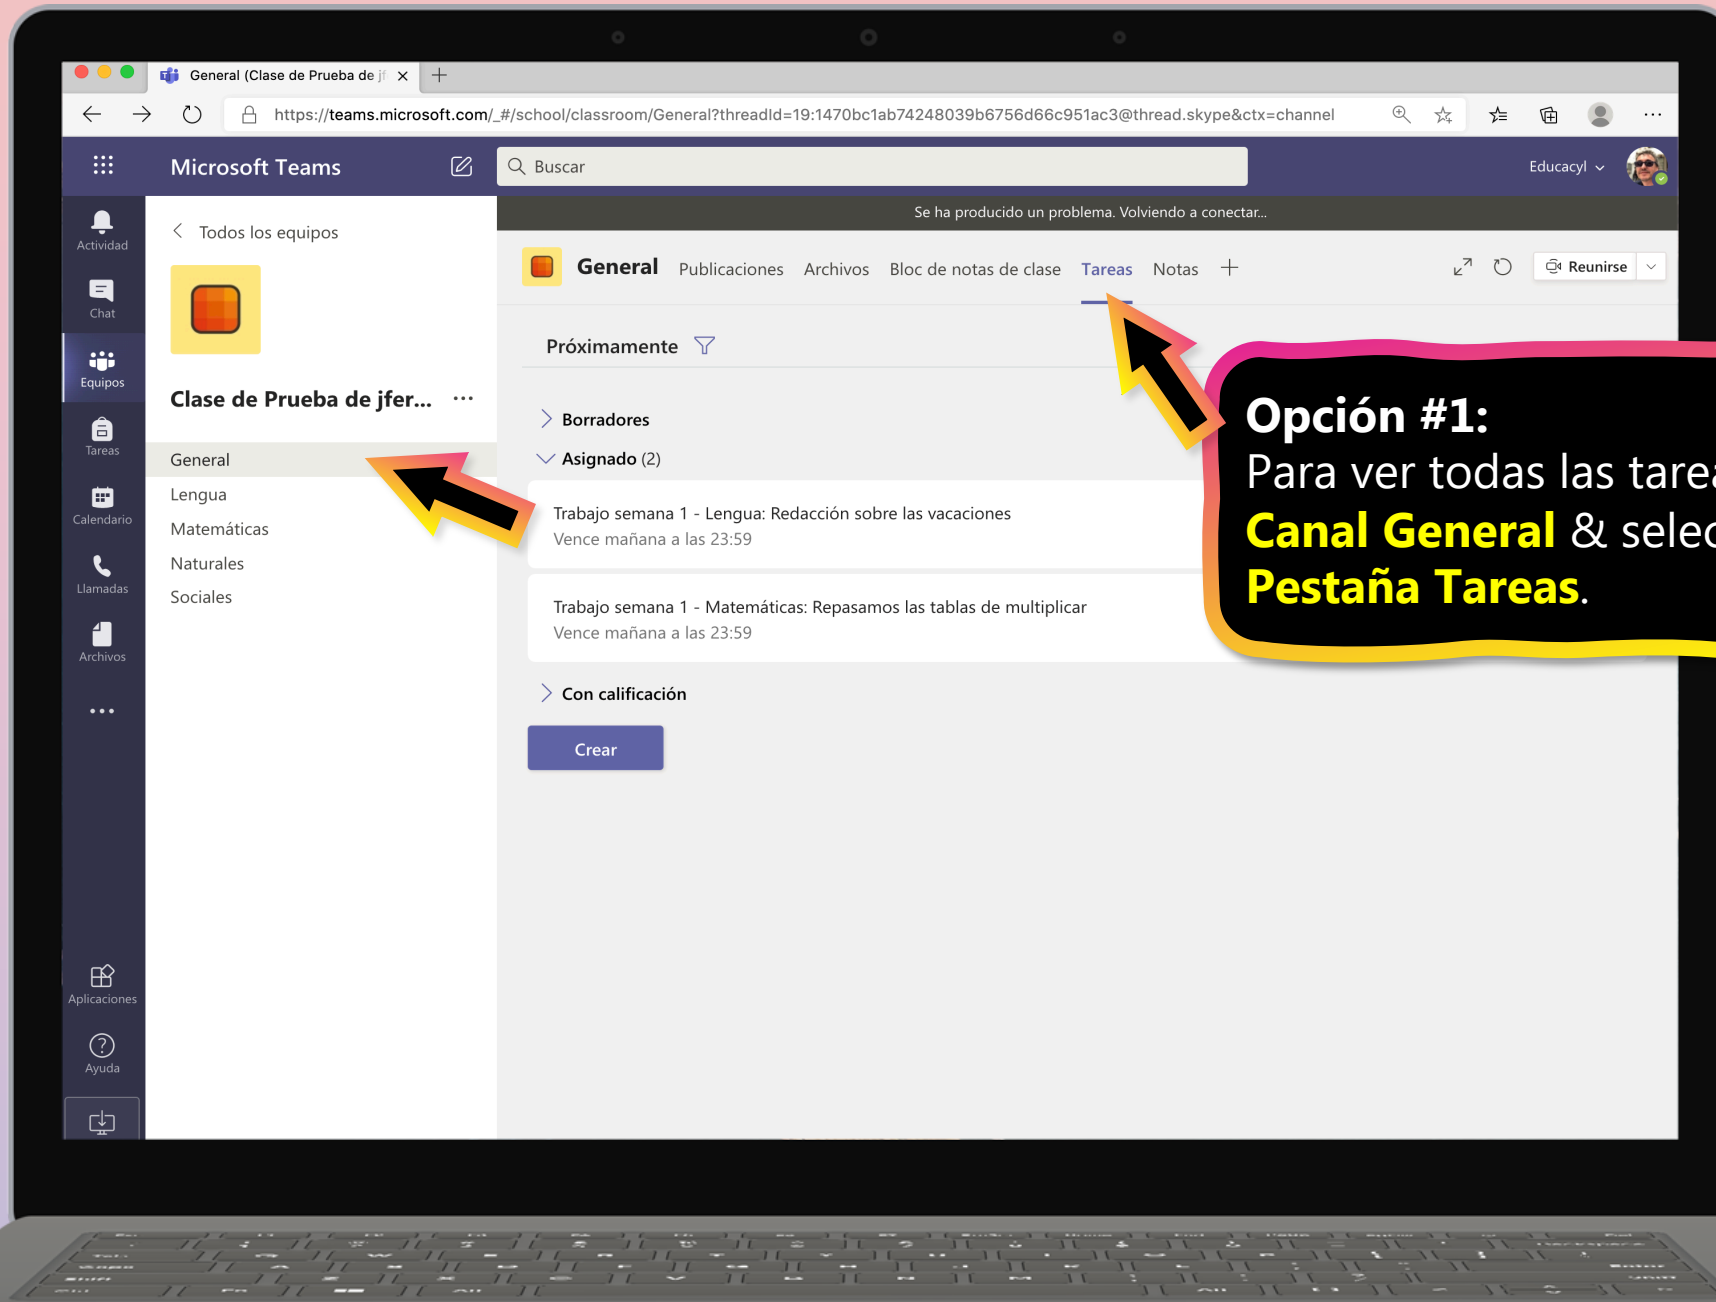 General (Clase de Prueba de jf
https://teams.microsoft.com/_#/school/classroom/General?threadId=19:1470bc1ab74248039b6756d66c951ac3@thread.skype&ctx=channel
Microsoft Teams
Buscar
Educacyl
Se ha producido un problema. Volviendo a conectar...
Actividad
Chat
Equipos
Tareas
Calendario
Llamadas
Archivos
Aplicaciones
Ayuda
Todos los equipos
Clase de Prueba de jfer...
General
Lengua
Matemáticas
Naturales
Sociales
General Publicaciones Archivos Bloc de notas de clase Tareas Notas
Reunirse
Próximamente
Borradores
Asignado (2)
Trabajo semana 1 - Lengua: Redacción sobre las vacaciones
Vence mañana a las 23:59
Trabajo semana 1 - Matemáticas: Repasamos las tablas de multiplicar
Vence mañana a las 23:59
Con calificación
Crear
Opción #1:
Para ver todas las tarea
Canal General & selec
Pestaña Tareas.